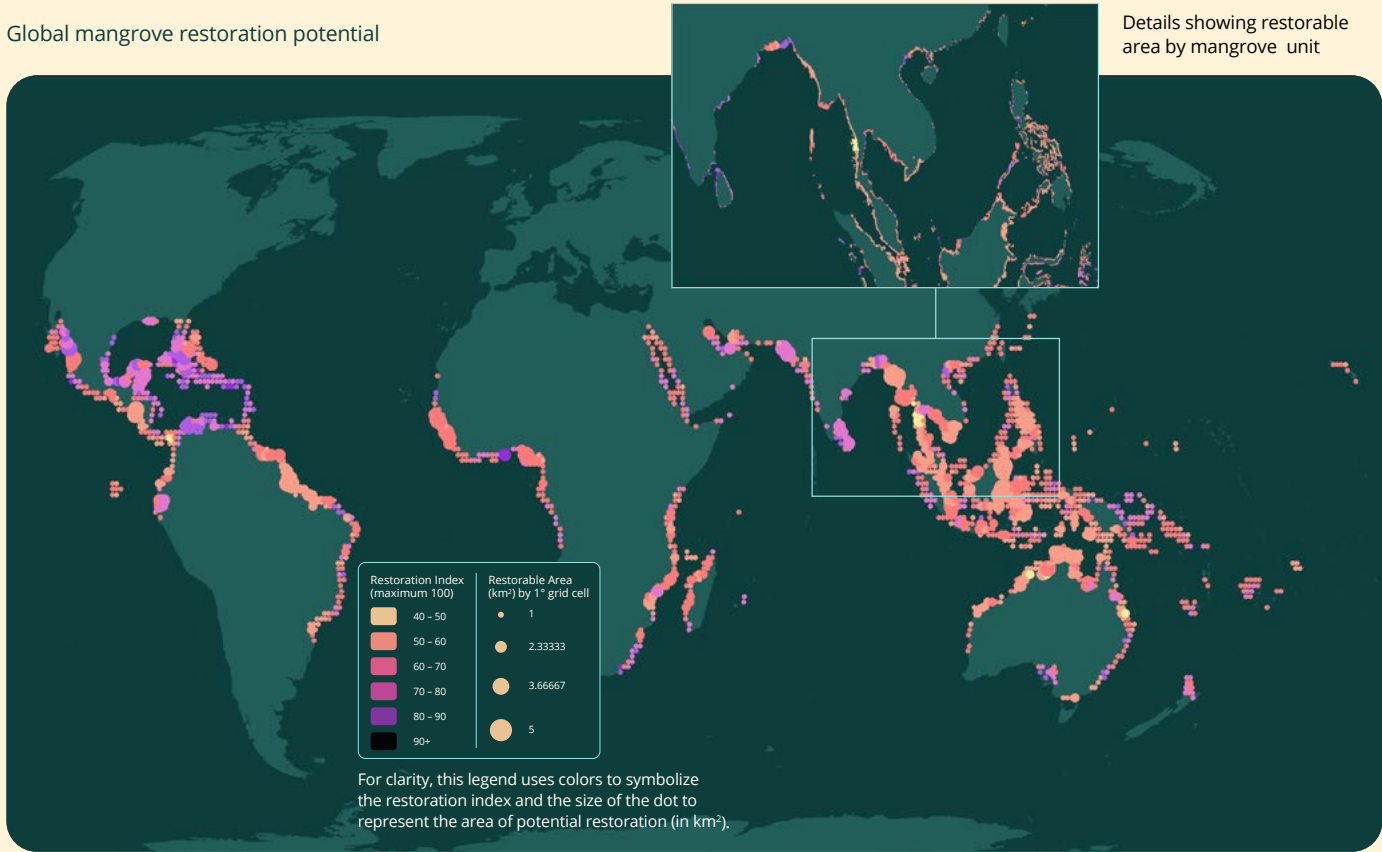 Global mangrove restoration potential
Details showing restorable
area by mangrove unit
Restoration Index
(maximum 100)
40 – 50
50 – 60
60 – 70
70 – 80
80 – 90
90+
Restorable Area
(km²) by 1° grid cell
1
2.33333
3.66667
5
For clarity, this legend uses colors to symbolize
the restoration index and the size of the dot to
represent the area of potential restoration (in km²).